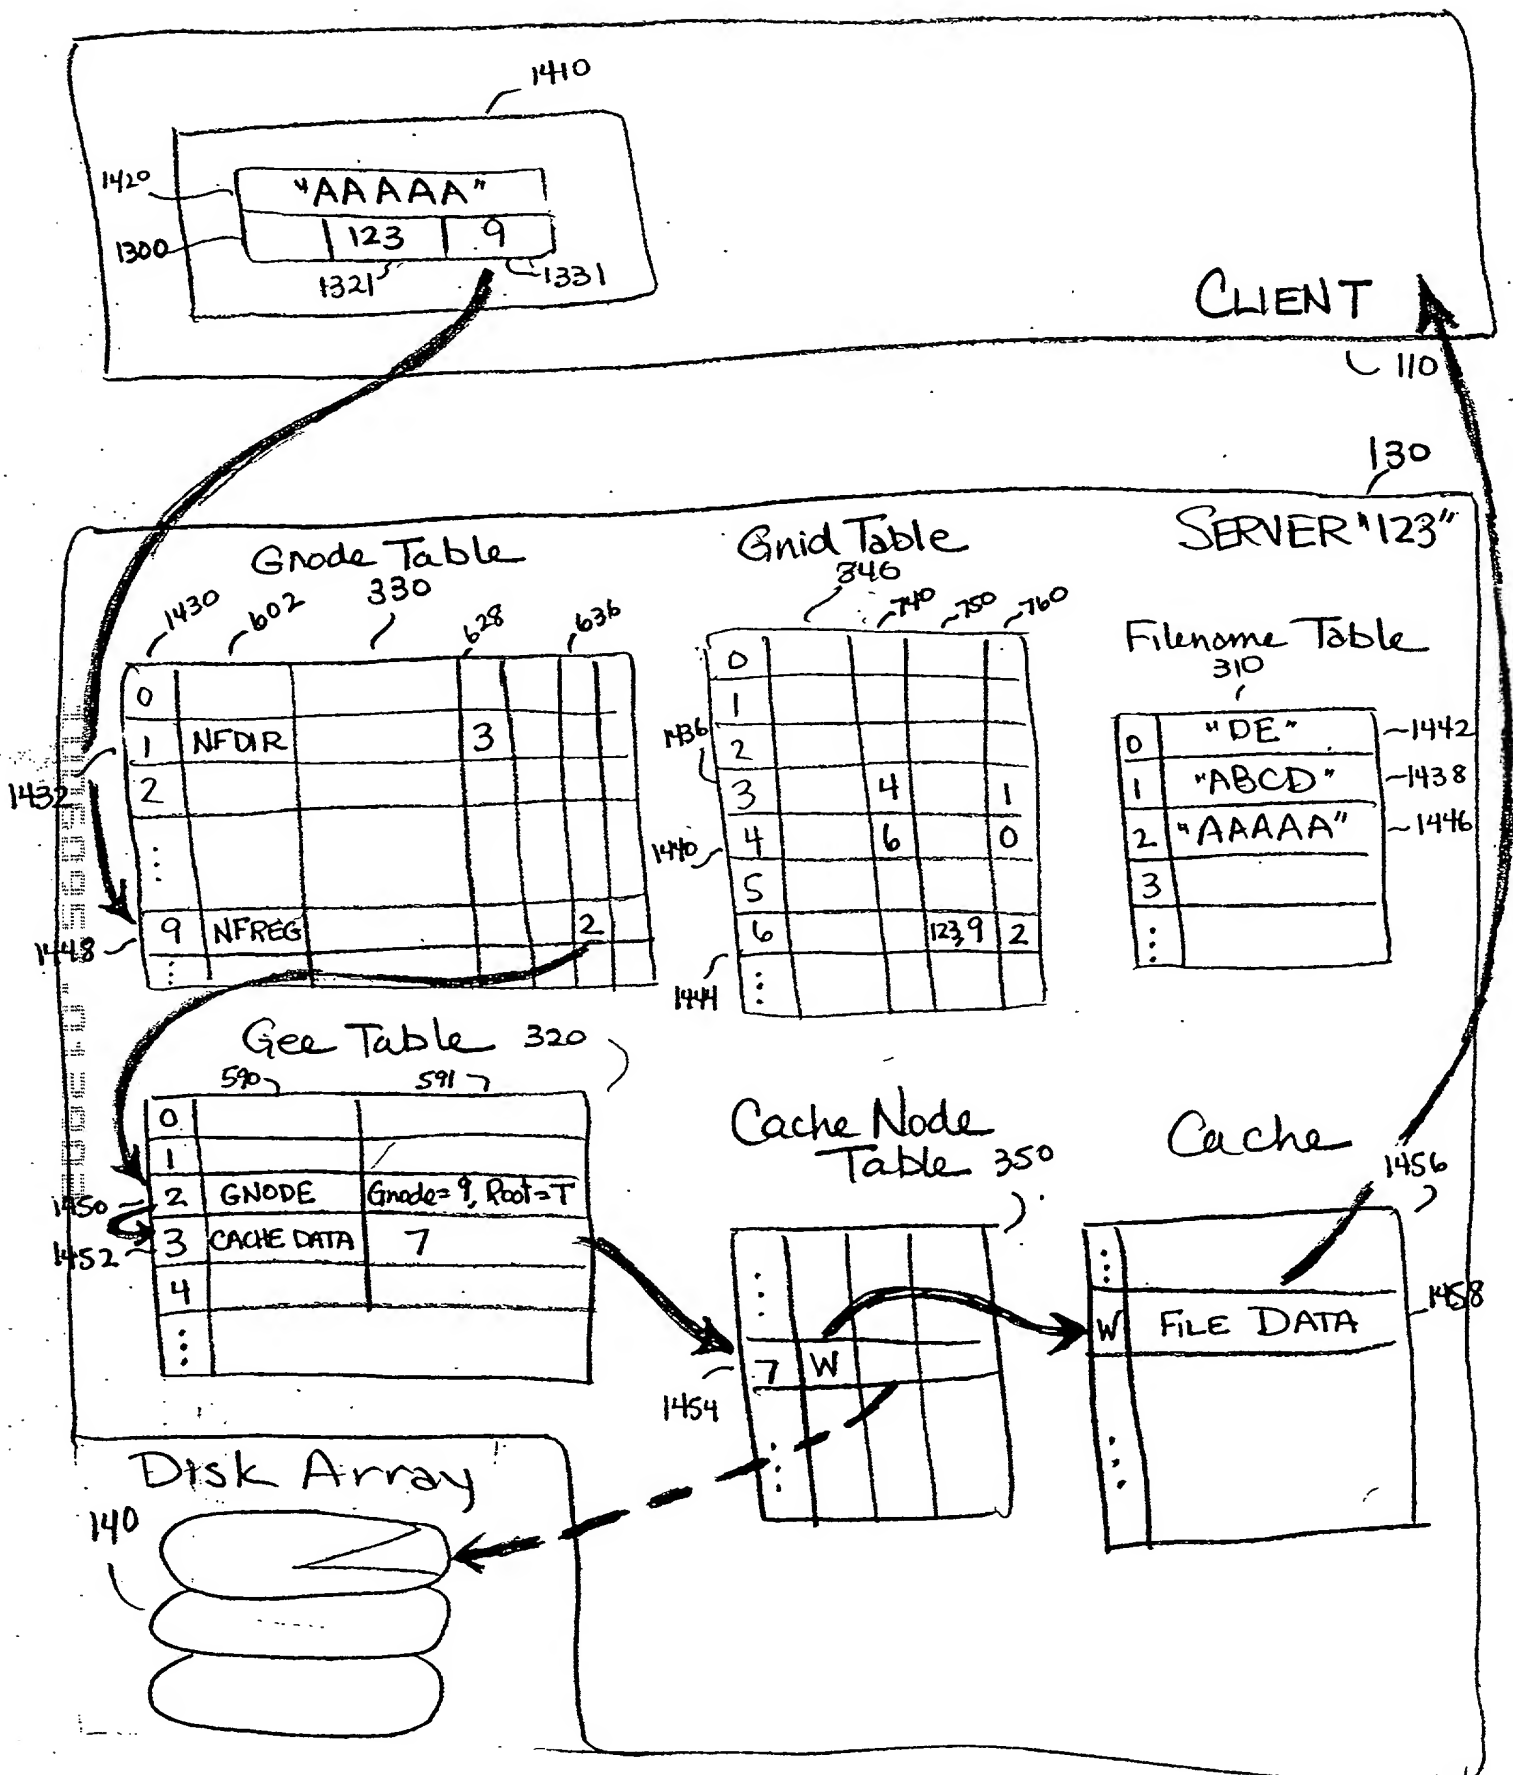 1410
1420
"AAAAA"
1300
123
9
1321
1331
CLIENT
110
130
SERVER "123"
Gnode Table
330
1430
602
628
636
0
1 NFDIR 3
1432
2
⋮
9 NFREG 2
1448
⋮
Gnid Table
346
740
750
760
0
1
1436
2
3 4 1
4 6 0
1440
5
6 123,9 2
1444
⋮
Filename Table
310
0 "DE" 1442
1 "ABCD" 1438
2 "AAAAA" 1446
3
⋮
Gee Table 320
590
591
0
1
1450 2 GNODE Gnode=9, Root=T
1452 3 CACHE DATA 7
4
⋮
Cache Node
Table 350
⋮
7 W
1454
⋮
Cache
1456
⋮
W FILE DATA
1458
⋮
Disk Array
140